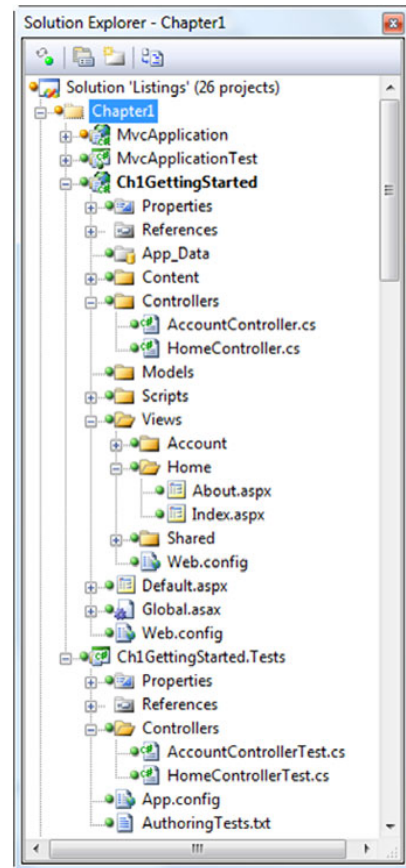 Solution Explorer - Chapter1
Solution 'Listings' (26 projects)
Chapter1
MvcApplication
MvcApplicationTest
Ch1GettingStarted
Properties
References
App_Data
Content
Controllers
AccountController.cs
HomeController.cs
Models
Scripts
Views
Account
Home
About.aspx
Index.aspx
Shared
Web.config
Default.aspx
Global.asax
Web.config
Ch1GettingStarted.Tests
Properties
References
Controllers
AccountControllerTest.cs
HomeControllerTest.cs
App.config
AuthoringTests.txt